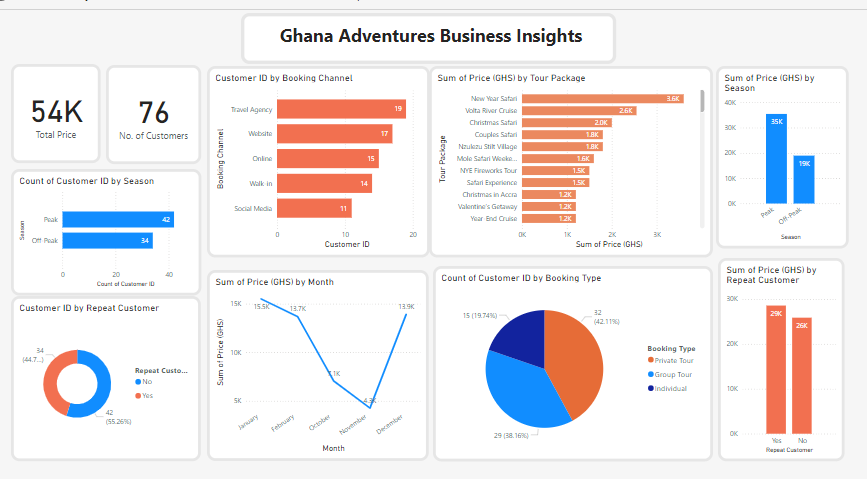 Ghana Adventures Business Insights
54K
Total Price
76
No. of Customers
Customer ID by Booking Channel
Booking Channel
Travel Agency
19
Website
17
Online
15
Walk in
14
Social Media
11
0
10
20
Customer ID
Sum of Price (GHS) by Tour Package
Tour Package
New Year Safari
3.6K
Volta River Cruise
2.6K
Christmas Safari
2.0K
Couples Safari
1.8K
Nzulezu Stilt Village
1.8K
Mole Safari Weeke...
1.6K
NYE Fireworks Tour
1.5K
Safari Experience
1.5K
Christmas in Accra
1.2K
Valentine's Getaway
1.2K
Year-End Cruise
1.2K
0K
1K
2K
3K
Sum of Price (GHS)
Sum of Price (GHS) by
Season
40K
30K
20K
10K
0K
35K
19K
Peak
Off-Peak
Season
Count of Customer ID by Season
Season
Peak
42
Off-Peak
34
0
20
40
Count of Customer ID
Customer ID by Repeat Customer
34
(44.7...)
42
(55.26%)
Repeat Custo...
No
Yes
Sum of Price (GHS) by Month
Sum of Price (GHS)
15K
10K
5K
15.5K
13.7K
4.3K
13.9K
January
February
October
November
December
Month
Count of Customer ID by Booking Type
15 (19.74%)
32
(42.11%)
29 (38.16%)
Booking Type
Private Tour
Group Tour
Individual
Sum of Price (GHS) by
Repeat Customer
30K
20K
10K
0K
29K
26K
Yes
No
Repeat Customer